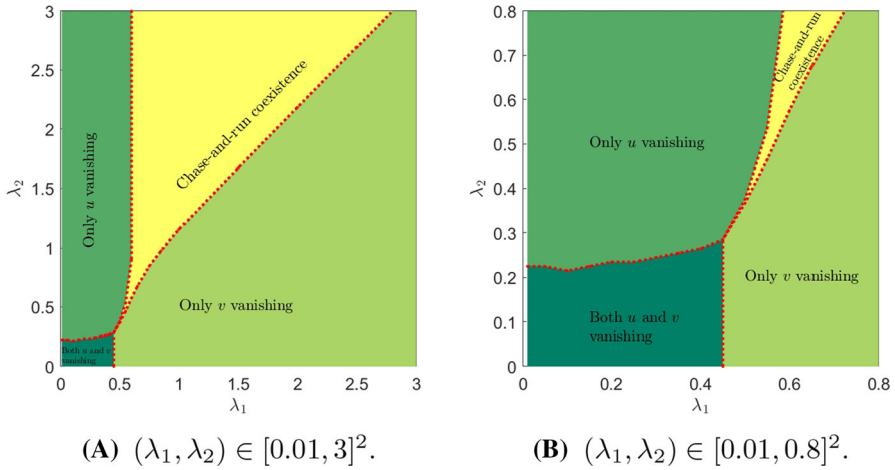 3
2.5
2
1.5
1
0.5
0
λ₂
Only u vanishing
Chase-and-run coexistence
Only v vanishing
Both u and v
vanishing
0
0.5
1
1.5
2
2.5
3
λ₁
(A) (λ₁, λ₂) ∈ [0.01, 3]².
0.8
0.7
0.6
0.5
0.4
0.3
0.2
0.1
0
λ₂
Only u vanishing
Chase-and-run
coexistence
Only v vanishing
Both u and v
vanishing
0
0.2
0.4
0.6
0.8
λ₁
(B) (λ₁, λ₂) ∈ [0.01, 0.8]².